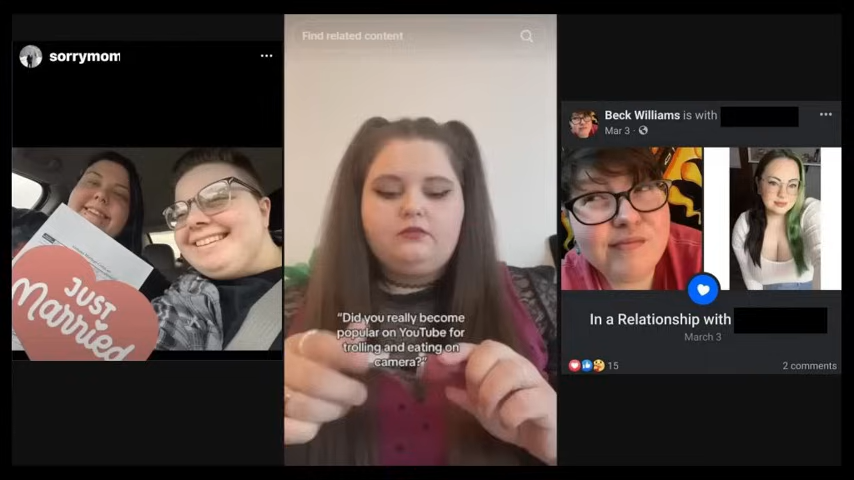 sorrymom
JUST
Married
Find related content
"Did you really become
popular on YouTube for
trolling and eating on
camera?"
Beck Williams is with
Mar 3 ·
In a Relationship with
March 3
15
2 comments